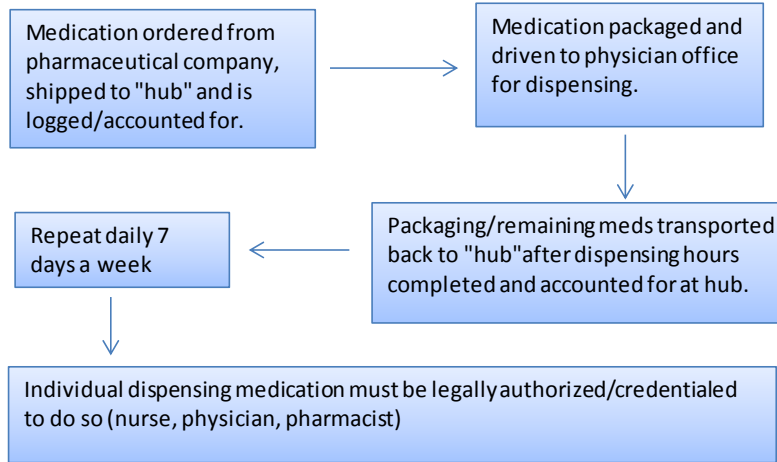 Medication ordered from
pharmaceutical company,
shipped to "hub" and is
logged/accounted for.
Medication packaged and
driven to physician office
for dispensing.
Packaging/remaining meds transported
back to "hub"after dispensing hours
completed and accounted for at hub.
Repeat daily 7
days a week
Individual dispensing medication must be legally authorized/credentialed
to do so (nurse, physician, pharmacist)